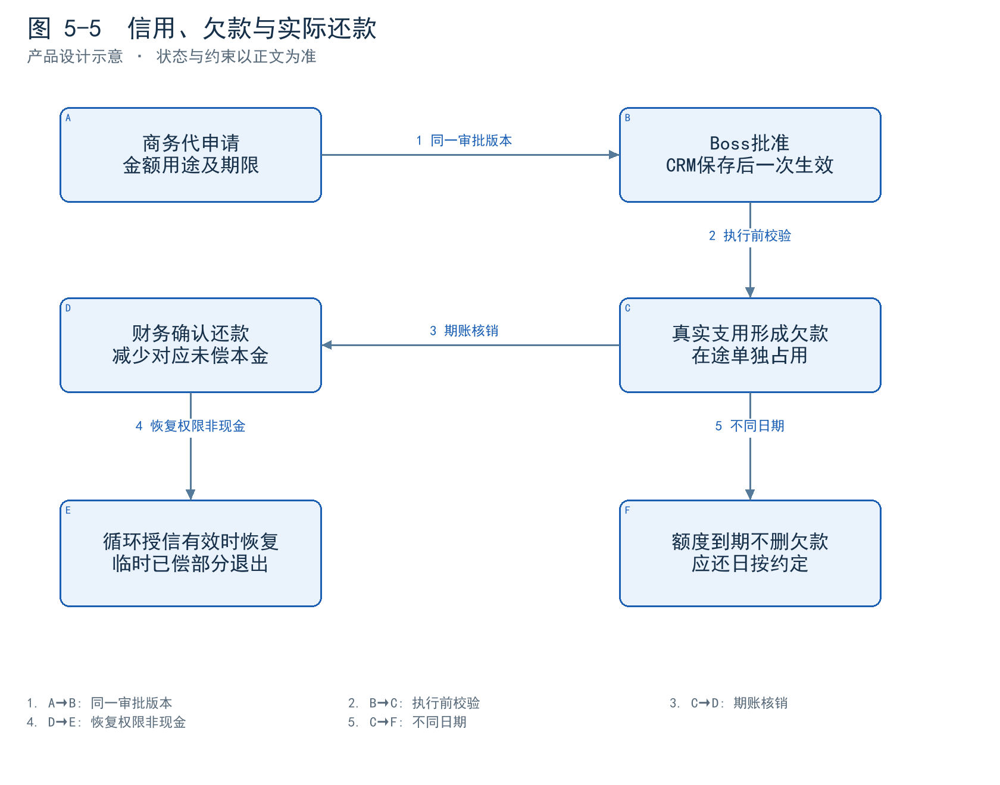 图 5-5 信用、欠款与实际还款
产品设计示意 · 状态与约束以正文为准
A
商务代申请
金额用途及期限
1 同一审批版本
B
Boss批准
CRM保存后一次生效
2 执行前校验
D
财务确认还款
减少对应未偿本金
3 期账核销
C
真实支用形成欠款
在途单独占用
4 恢复权限非现金
5 不同日期
E
循环授信有效时恢复
临时已偿部分退出
F
额度到期不删欠款
应还日按约定
1. A→B: 同一审批版本
2. B→C: 执行前校验
3. C→D: 期账核销
4. D→E: 恢复权限非现金
5. C→F: 不同日期